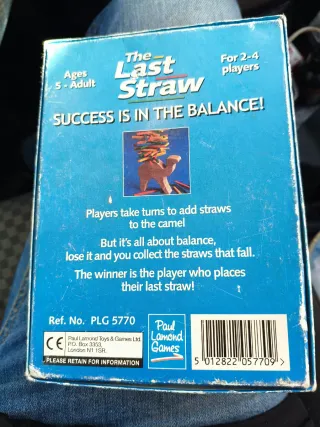 The
Last
Straw
Ages
5 - Adult
For 2-4
players
SUCCESS IS IN THE BALANCE!
Players take turns to add straws
to the camel
But it's all about balance,
lose it and you collect the straws that fall.
The winner is the player who places
their last straw!
Ref. No. PLG 5770
CE
Paul Lamond Toys & Games Ltd.
P.O. Box 3353,
London N1 1SR.
PLEASE RETAIN FOR INFORMATION
Paul
Lamond
Games
5 012822 057709 >